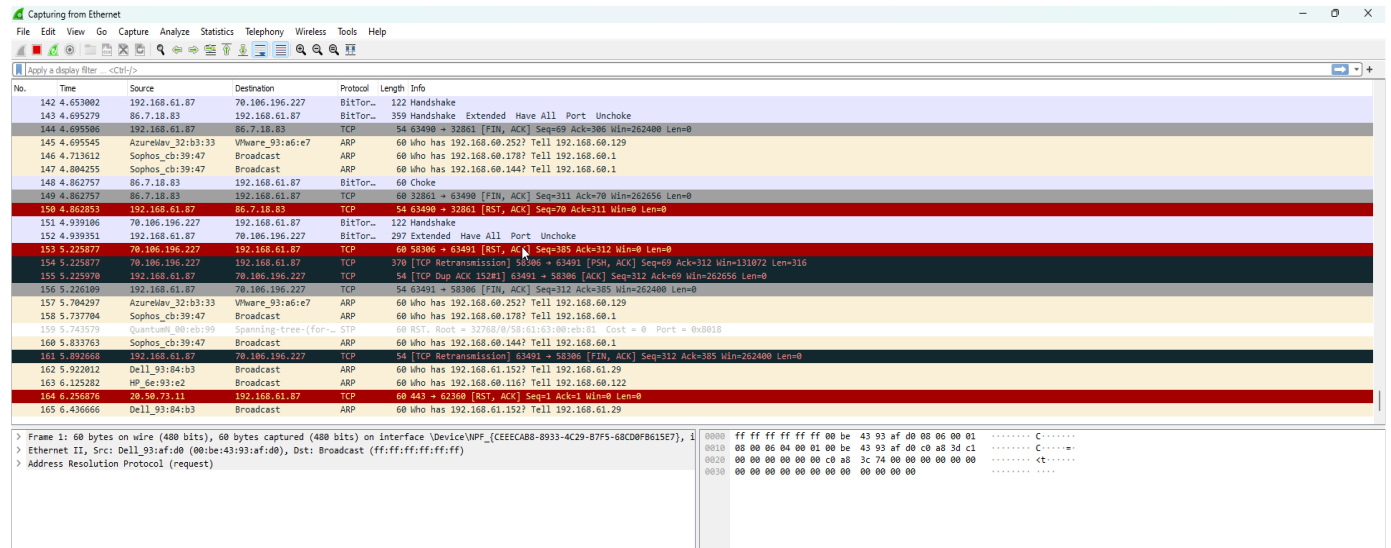 Capturing from Ethernet
File Edit View Go Capture Analyze Statistics Telephony Wireless Tools Help
Apply a display filter ... <Ctrl-/>
No. Time Source Destination Protocol Length Info
142 4.653002 192.168.61.87 70.106.196.227 BitTor… 122 Handshake
143 4.695279 86.7.18.83 192.168.61.87 BitTor… 359 Handshake Extended Have All Port Unchoke
144 4.695506 192.168.61.87 86.7.18.83 TCP 54 63490 → 32861 [FIN, ACK] Seq=69 Ack=306 Win=262400 Len=0
145 4.695545 AzureWav_32:b3:33 VMware_93:a6:e7 ARP 60 Who has 192.168.60.252? Tell 192.168.60.129
146 4.713612 Sophos_cb:39:47 Broadcast ARP 60 Who has 192.168.60.178? Tell 192.168.60.1
147 4.804255 Sophos_cb:39:47 Broadcast ARP 60 Who has 192.168.60.144? Tell 192.168.60.1
148 4.862757 86.7.18.83 192.168.61.87 BitTor… 60 Choke
149 4.862757 86.7.18.83 192.168.61.87 TCP 60 32861 → 63490 [FIN, ACK] Seq=311 Ack=70 Win=262656 Len=0
150 4.862853 192.168.61.87 86.7.18.83 TCP 54 63490 → 32861 [RST, ACK] Seq=70 Ack=311 Win=0 Len=0
151 4.939106 70.106.196.227 192.168.61.87 BitTor… 122 Handshake
152 4.939351 70.106.196.227 192.168.61.87 BitTor… 297 Extended Have All Port Unchoke
153 5.225877 70.106.196.227 192.168.61.87 TCP 60 58306 → 63491 [RST, ACK] Seq=385 Ack=312 Win=0 Len=0
154 5.225877 70.106.196.227 192.168.61.87 TCP 370 [TCP Retransmission] 58306 → 63491 [PSH, ACK] Seq=69 Ack=312 Win=131072 Len=316
155 5.225970 192.168.61.87 70.106.196.227 TCP 54 [TCP Dup ACK 152#1] 63491 → 58306 [ACK] Seq=312 Ack=69 Win=262656 Len=0
156 5.226109 192.168.61.87 70.106.196.227 TCP 54 63491 → 58306 [FIN, ACK] Seq=312 Ack=385 Win=262400 Len=0
157 5.704297 AzureWav_32:b3:33 VMware_93:a6:e7 ARP 60 Who has 192.168.60.252? Tell 192.168.60.129
158 5.737704 Sophos_cb:39:47 Broadcast ARP 60 Who has 192.168.60.178? Tell 192.168.60.1
159 5.743579 QuantumN_00:eb:99 Spanning-tree-(for-… STP 60 RST. Root = 32768/0/58:61:63:00:eb:81 Cost = 0 Port = 0x8018
160 5.833763 Sophos_cb:39:47 Broadcast ARP 60 Who has 192.168.60.144? Tell 192.168.60.1
161 5.892668 192.168.61.87 70.106.196.227 TCP 54 [TCP Retransmission] 63491 → 58306 [FIN, ACK] Seq=312 Ack=385 Win=262400 Len=0
162 5.922012 Dell_93:84:b3 Broadcast ARP 60 Who has 192.168.61.152? Tell 192.168.61.29
163 6.125282 HP_6e:93:e2 Broadcast ARP 60 Who has 192.168.60.116? Tell 192.168.60.122
164 6.256876 20.50.73.11 192.168.61.87 TCP 60 443 → 62360 [RST, ACK] Seq=1 Ack=1 Win=0 Len=0
165 6.436666 Dell_93:84:b3 Broadcast ARP 60 Who has 192.168.61.152? Tell 192.168.61.29
> Frame 1: 60 bytes on wire (480 bits), 60 bytes captured (480 bits) on interface \Device\NPF_{CEEECAB8-8933-4C29-B7F5-68CD0FB615E7}, i
> Ethernet II, Src: Dell_93:af:d0 (00:be:43:93:af:d0), Dst: Broadcast (ff:ff:ff:ff:ff:ff)
> Address Resolution Protocol (request)
0000 ff ff ff ff ff ff 00 be 43 93 af d0 08 06 00 01 ········ C·······
0010 08 00 06 04 00 01 00 be 43 93 af d0 c0 a8 3d c1 ········ C·····=·
0020 00 00 00 00 00 00 c0 a8 3c 74 00 00 00 00 00 00 ········ <t······
0030 00 00 00 00 00 00 00 00 00 00 00 00 ········ ····